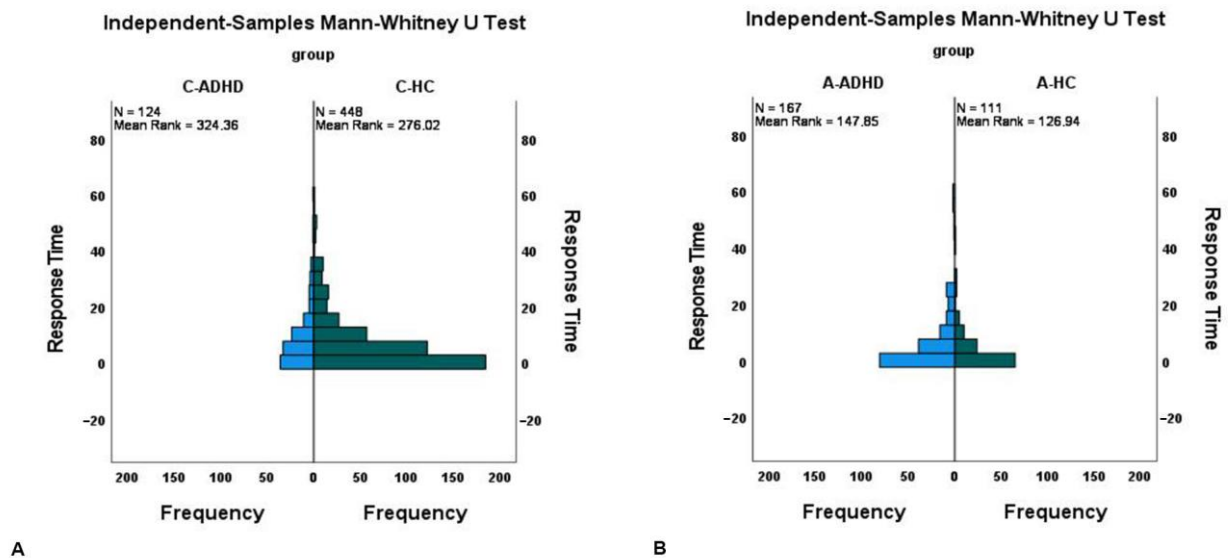 Independent-Samples Mann-Whitney U Test
group
C-ADHD C-HC
N = 124 N = 448
Mean Rank = 324.36 Mean Rank = 276.02
80 80
60 60
40 40
20 20
0 0
−20 −20
Response Time
Response Time
200 150 100 50 0 50 100 150 200
Frequency Frequency
A
Independent-Samples Mann-Whitney U Test
group
A-ADHD A-HC
N = 167 N = 111
Mean Rank = 147.85 Mean Rank = 126.94
80 80
60 60
40 40
20 20
0 0
−20 −20
Response Time
Response Time
200 150 100 50 0 50 100 150 200
Frequency Frequency
B